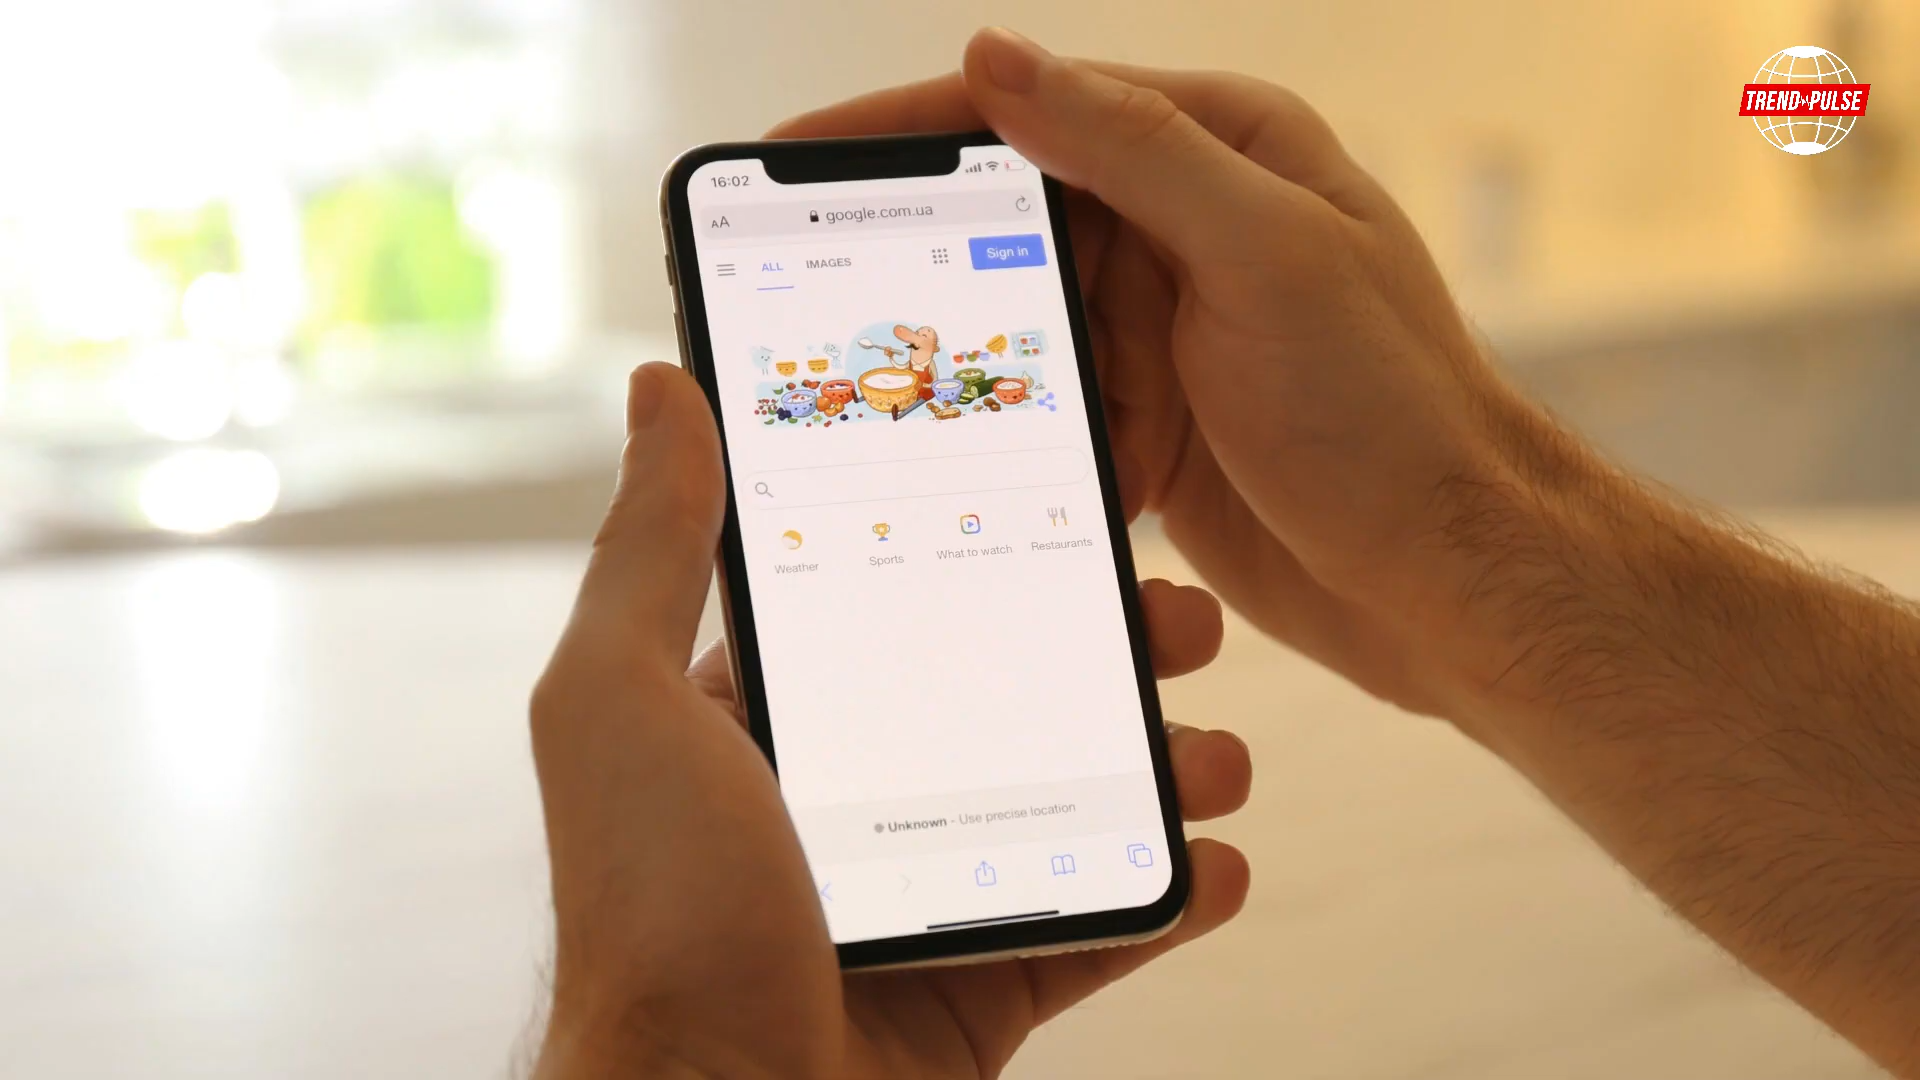 TREND PULSE
16:02
AA
google.com.ua
ALL
IMAGES
Sign in
Weather
Sports
What to watch
Restaurants
Unknown - Use precise location